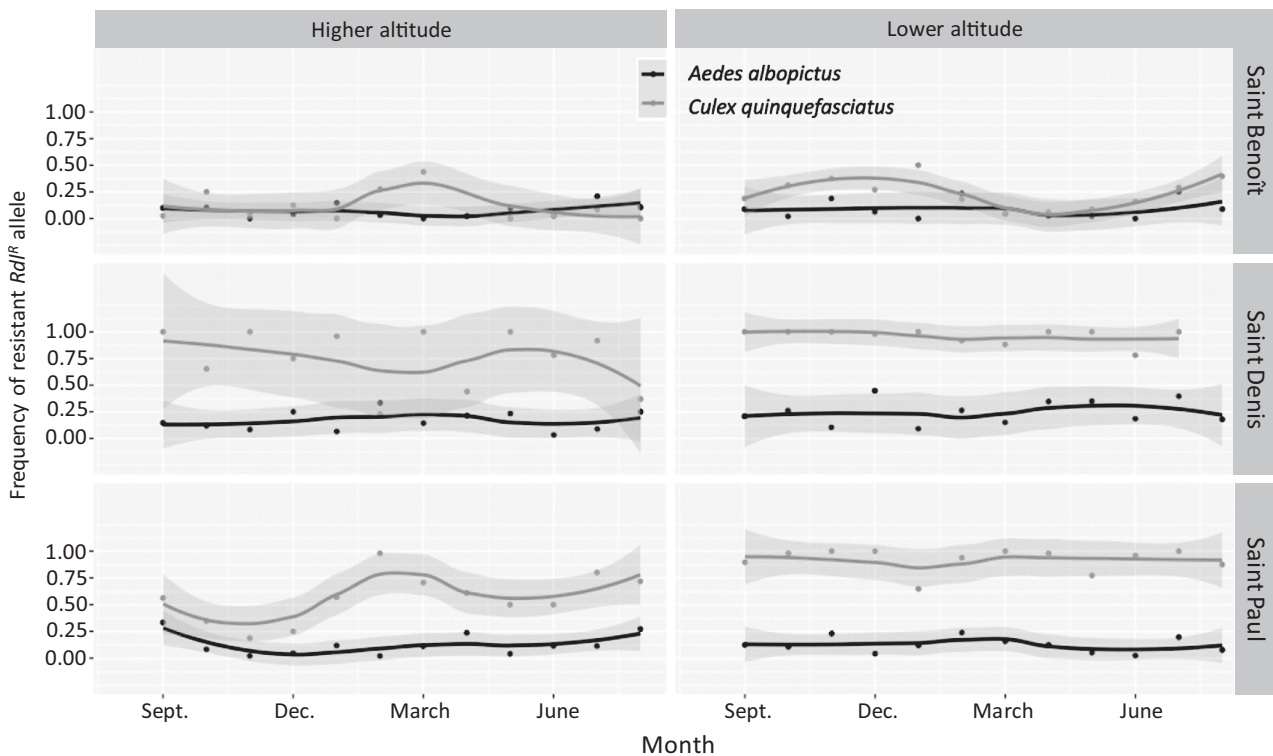 Higher altitude
Lower altitude
Aedes albopictus
Culex quinquefasciatus
Saint Benoît
1.00
0.75
0.50
0.25
0.00
Frequency of resistant RdlR allele
Saint Denis
1.00
0.75
0.50
0.25
0.00
Saint Paul
1.00
0.75
0.50
0.25
0.00
Sept.
Dec.
March
June
Sept.
Dec.
March
June
Month